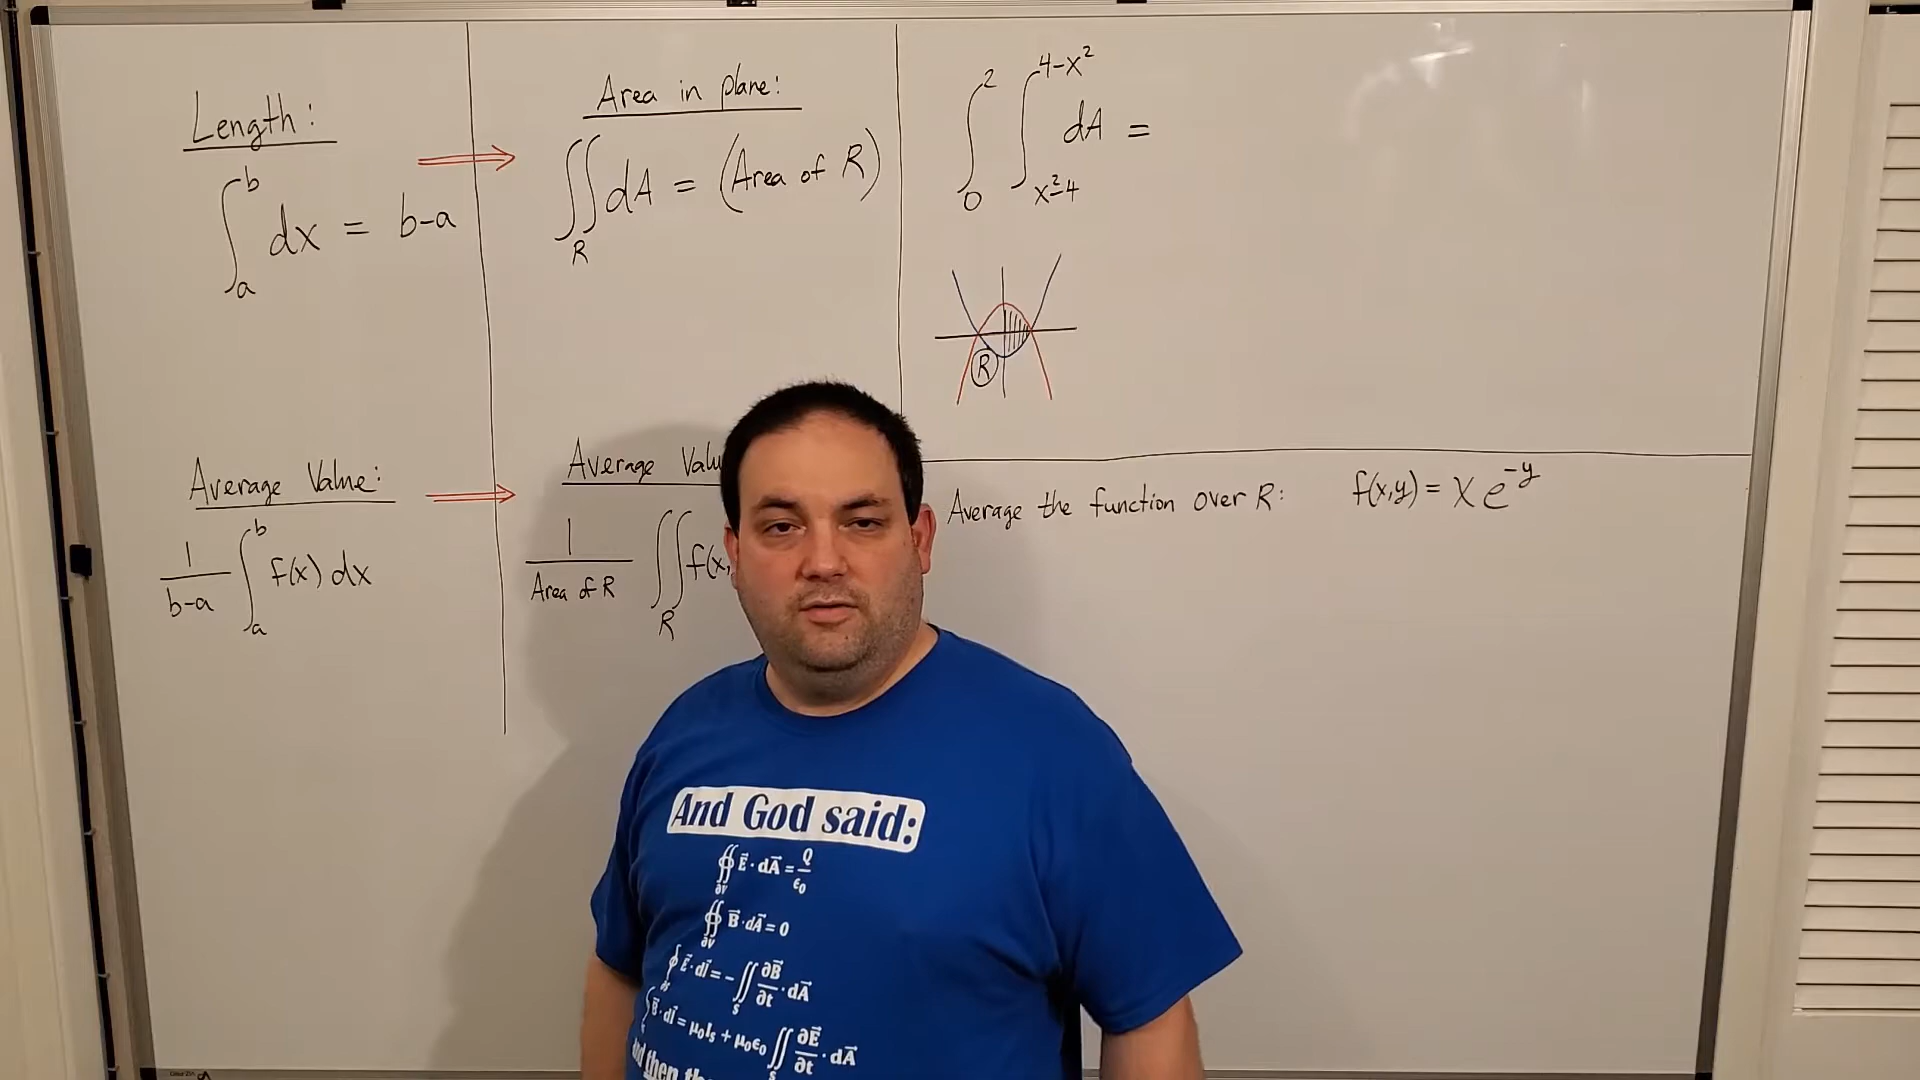 Length:
∫_a^b dx = b-a
Area in plane:
∬_R dA = (Area of R)
∫_0^2 ∫_{x²-4}^{4-x²} dA =
R
Average Value:
1/(b-a) ∫_a^b f(x) dx
Average Valu
1/(Area of R) ∬_R f(x,
Average the function over R: f(x,y) = x e^{-y}
And God said:
∯_∂V E⃗ · dA⃗ = Q/ϵ₀
∯_∂V B⃗ · dA⃗ = 0
E⃗ · dl⃗ = - ∬_S ∂B⃗/∂t · dA⃗
B⃗ · dl⃗ = μ₀I_s + μ₀ϵ₀ ∬_S ∂E⃗/∂t · dA⃗
then